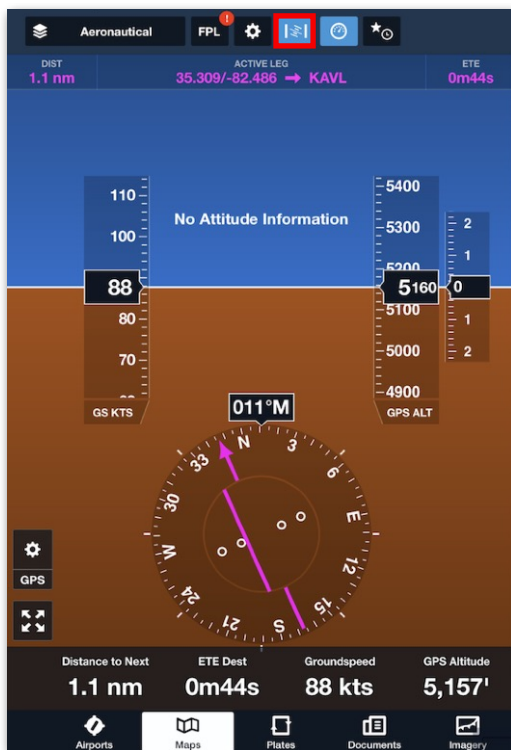 Aeronautical
FPL
!
DIST
ACTIVE LEG
ETE
1.1 nm
35.309/-82.486 → KAVL
0m44s
No Attitude Information
110
100
88
80
70
GS KTS
5400
5300
5200
5160
5100
5000
4900
GPS ALT
2
1
0
1
2
011°M
N
3
6
E
12
15
S
21
24
W
30
33
GPS
Distance to Next
ETE Dest
Groundspeed
GPS Altitude
1.1 nm
0m44s
88 kts
5,157'
Airports
Maps
Plates
Documents
Imagery